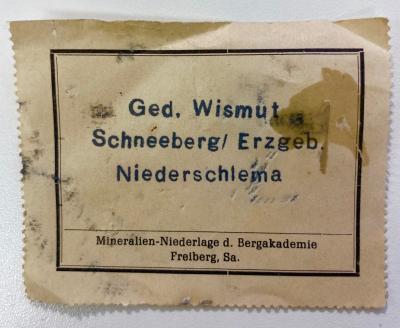 Ged. Wismut
Schneeberg/ Erzgeb.
Niederschlema
Mineralien-Niederlage d. Bergakademie
Freiberg, Sa.